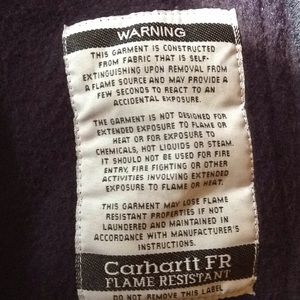 WARNING
THIS GARMENT IS CONSTRUCTED
FROM FABRIC THAT IS SELF-
EXTINGUISHING UPON REMOVAL FROM
A FLAME SOURCE AND MAY PROVIDE A
FEW SECONDS TO REACT TO AN
ACCIDENTAL EXPOSURE.
THE GARMENT IS NOT DESIGNED FOR
EXTENDED EXPOSURE TO FLAME OR
HEAT OR FOR EXPOSURE TO
CHEMICALS, HOT LIQUIDS OR STEAM.
IT SHOULD NOT BE USED FOR FIRE
ENTRY, FIRE FIGHTING OR OTHER
ACTIVITIES INVOLVING EXTENDED
EXPOSURE TO FLAME OR HEAT.
THIS GARMENT MAY LOSE FLAME
RESISTANT PROPERTIES IF NOT
LAUNDERED AND MAINTAINED IN
ACCORDANCE WITH MANUFACTURER'S
INSTRUCTIONS.
Carhartt FR
FLAME RESISTANT
DO NOT REMOVE THIS LABEL